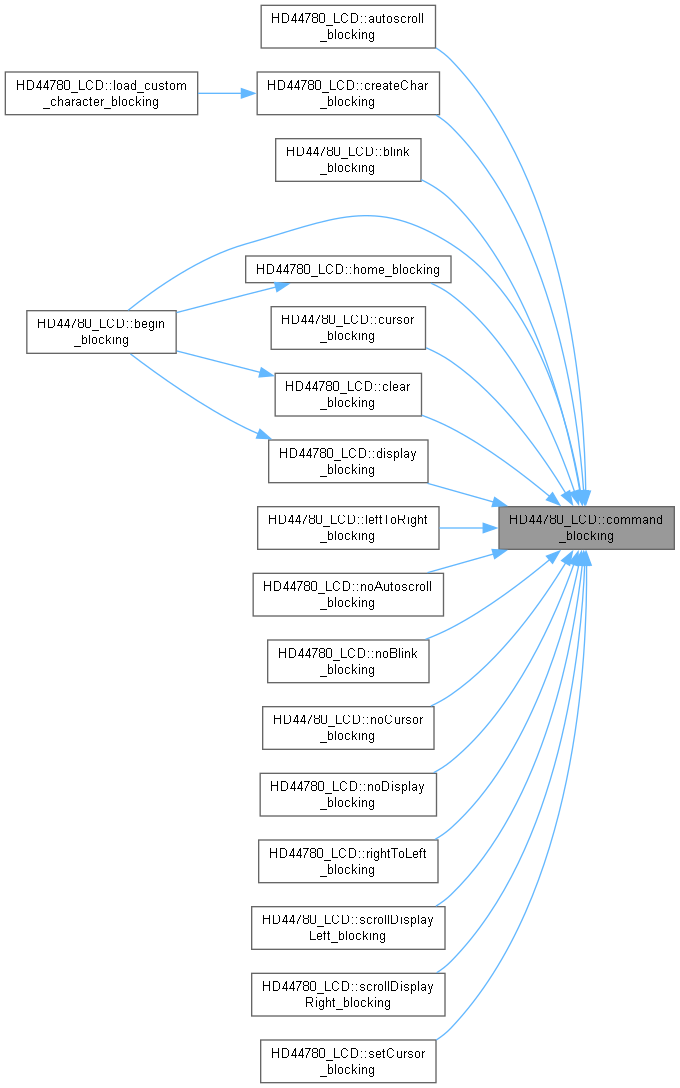 HD44780_LCD::autoscroll
_blocking
HD44780_LCD::load_custom
_character_blocking
HD44780_LCD::createChar
_blocking
HD44780_LCD::blink
_blocking
HD44780_LCD::home_blocking
HD44780_LCD::begin
_blocking
HD44780_LCD::cursor
_blocking
HD44780_LCD::clear
_blocking
HD44780_LCD::display
_blocking
HD44780_LCD::leftToRight
_blocking
HD44780_LCD::command
_blocking
HD44780_LCD::noAutoscroll
_blocking
HD44780_LCD::noBlink
_blocking
HD44780_LCD::noCursor
_blocking
HD44780_LCD::noDisplay
_blocking
HD44780_LCD::rightToLeft
_blocking
HD44780_LCD::scrollDisplay
Left_blocking
HD44780_LCD::scrollDisplay
Right_blocking
HD44780_LCD::setCursor
_blocking